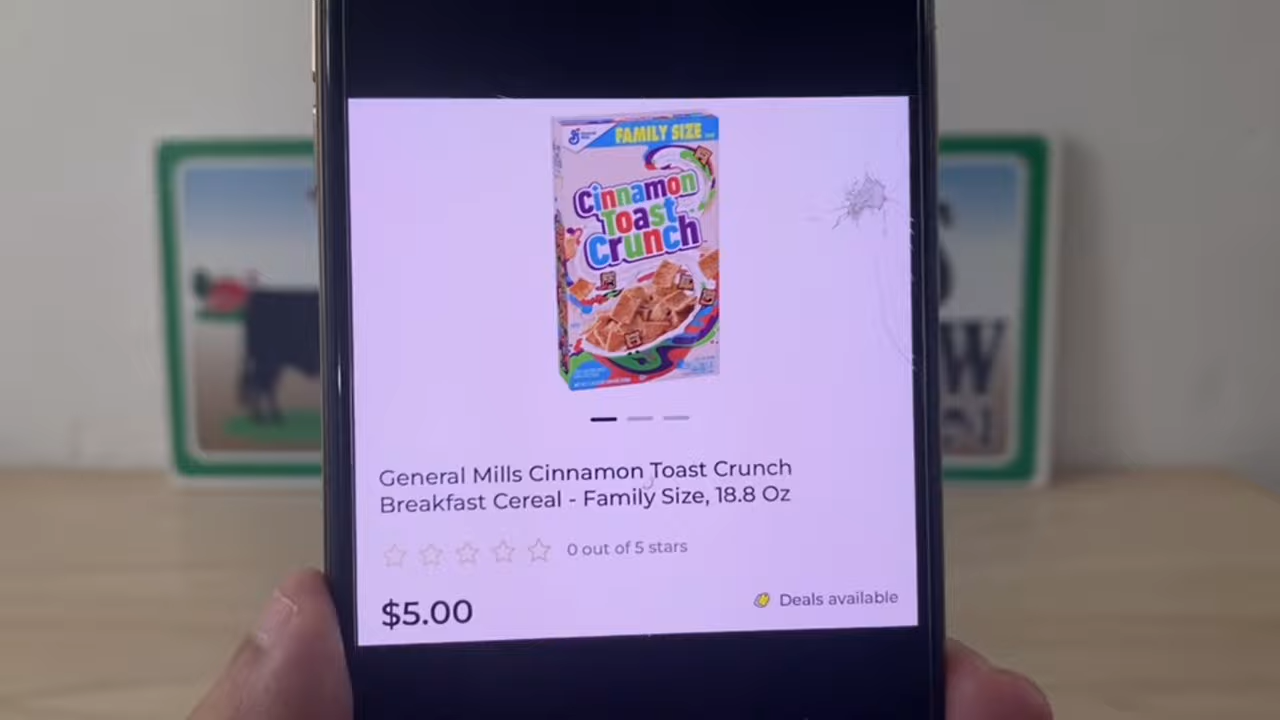 FAMILY SIZE
Cinnamon
Toast
Crunch
General Mills Cinnamon Toast Crunch
Breakfast Cereal - Family Size, 18.8 Oz
0 out of 5 stars
$5.00
Deals available
W